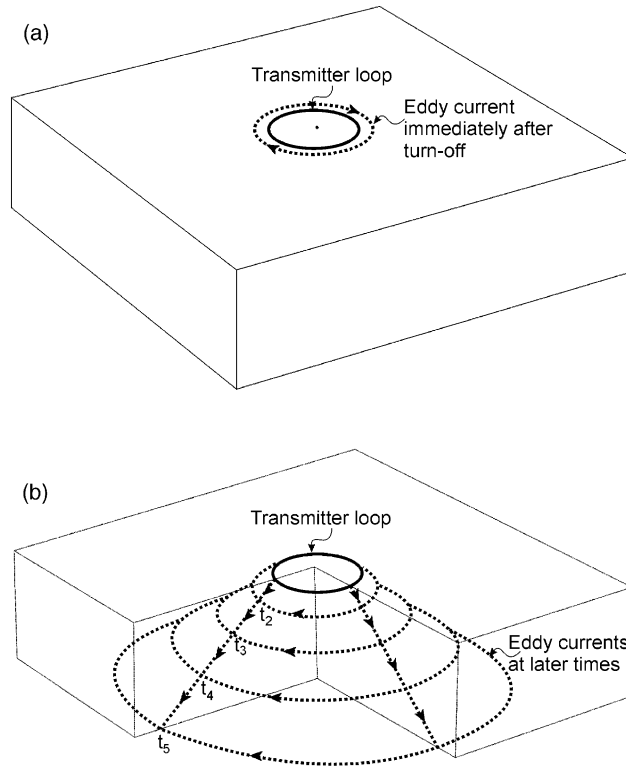 (a)
Transmitter loop
Eddy current
immediately after
turn-off
(b)
Transmitter loop
t2
t3
t4
t5
Eddy currents
at later times